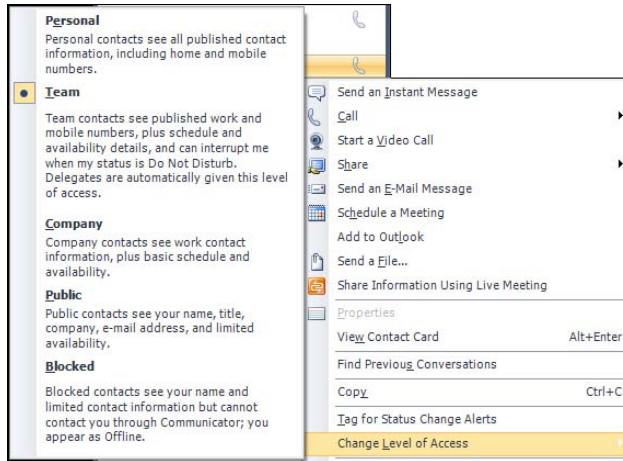 Personal
Personal contacts see all published contact
information, including home and mobile
numbers.
Team
Team contacts see published work and
mobile numbers, plus schedule and
availability details, and can interrupt me
when my status is Do Not Disturb.
Delegates are automatically given this level
of access.
Company
Company contacts see work contact
information, plus basic schedule and
availability.
Public
Public contacts see your name, title,
company, e-mail address, and limited
availability.
Blocked
Blocked contacts see your name and
limited contact information but cannot
contact you through Communicator; you
appear as Offline.
Send an Instant Message
Call
Start a Video Call
Share
Send an E-Mail Message
Schedule a Meeting
Add to Outlook
Send a File...
Share Information Using Live Meeting
Properties
View Contact Card Alt+Enter
Find Previous Conversations
Copy Ctrl+C
Tag for Status Change Alerts
Change Level of Access